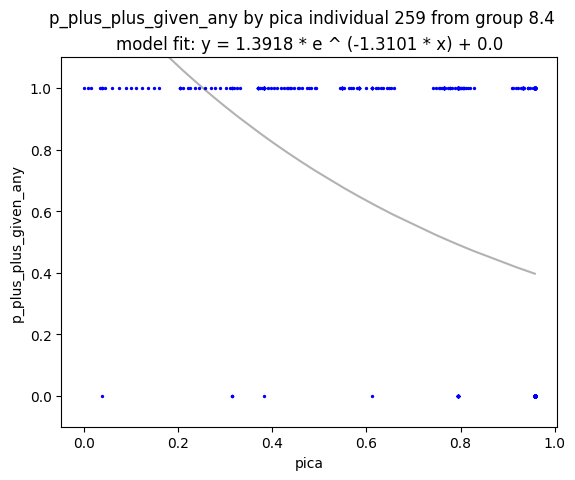 p_plus_plus_given_any by pica individual 259 from group 8.4
model fit: y = 1.3918 * e ^ (-1.3101 * x) + 0.0
p_plus_plus_given_any
1.0
0.8
0.6
0.4
0.2
0.0
0.0 0.2 0.4 0.6 0.8 1.0
pica